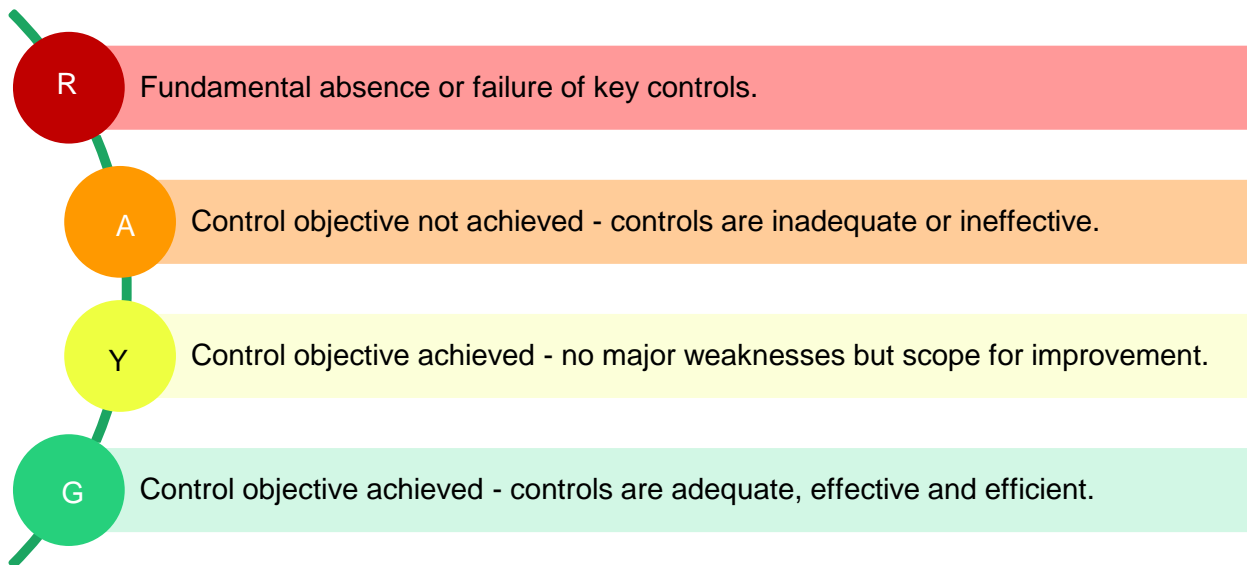 R
Fundamental absence or failure of key controls.
A
Control objective not achieved - controls are inadequate or ineffective.
Y
Control objective achieved - no major weaknesses but scope for improvement.
G
Control objective achieved - controls are adequate, effective and efficient.